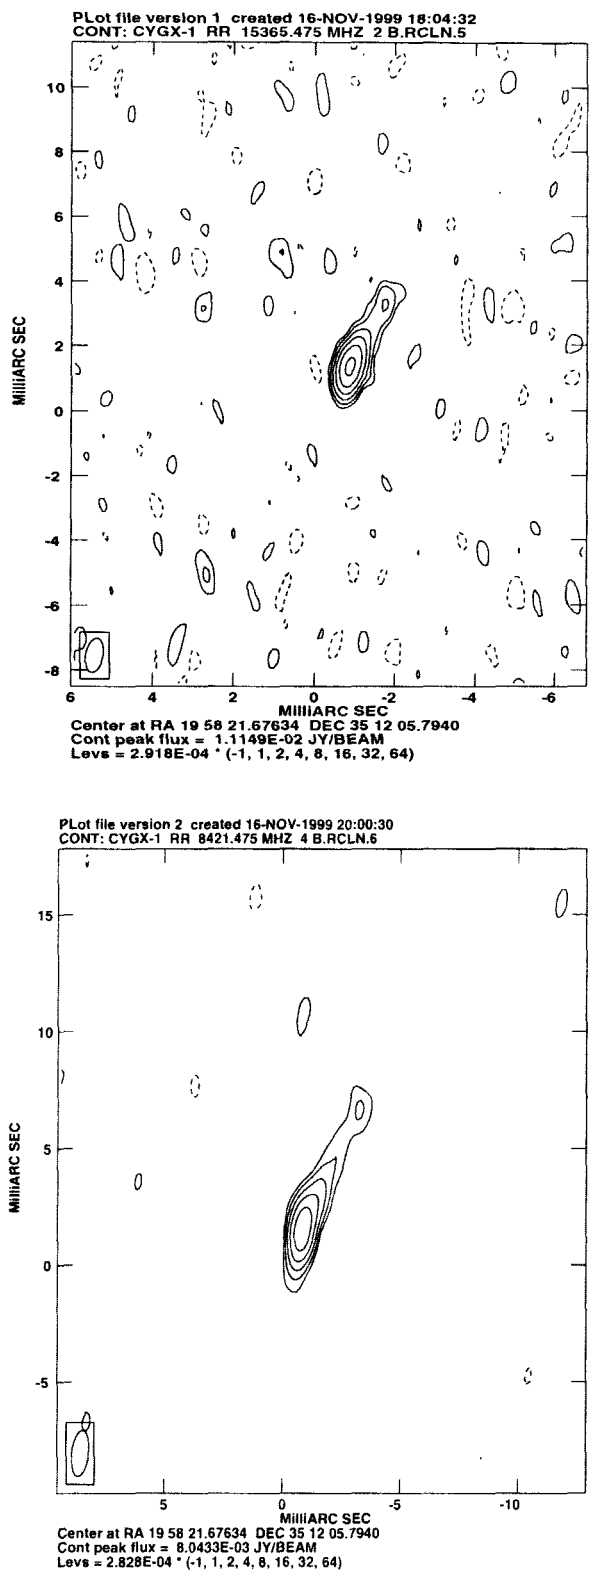 PLot file version 1 created 16-NOV-1999 18:04:32
CONT: CYGX-1 RR 15365.475 MHZ 2 B.RCLN.5
10
8
6
4
2
0
-2
-4
-6
-8
MilliARC SEC
6 4 2 0 -2 -4 -6
MilliARC SEC
Center at RA 19 58 21.67634 DEC 35 12 05.7940
Cont peak flux = 1.1149E-02 JY/BEAM
Levs = 2.918E-04 * (-1, 1, 2, 4, 8, 16, 32, 64)
PLot file version 2 created 16-NOV-1999 20:00:30
CONT: CYGX-1 RR 8421.475 MHZ 4 B.RCLN.6
15
10
5
0
-5
MilliARC SEC
5 0 -5 -10
MilliARC SEC
Center at RA 19 58 21.67634 DEC 35 12 05.7940
Cont peak flux = 8.0433E-03 JY/BEAM
Levs = 2.828E-04 * (-1, 1, 2, 4, 8, 16, 32, 64)